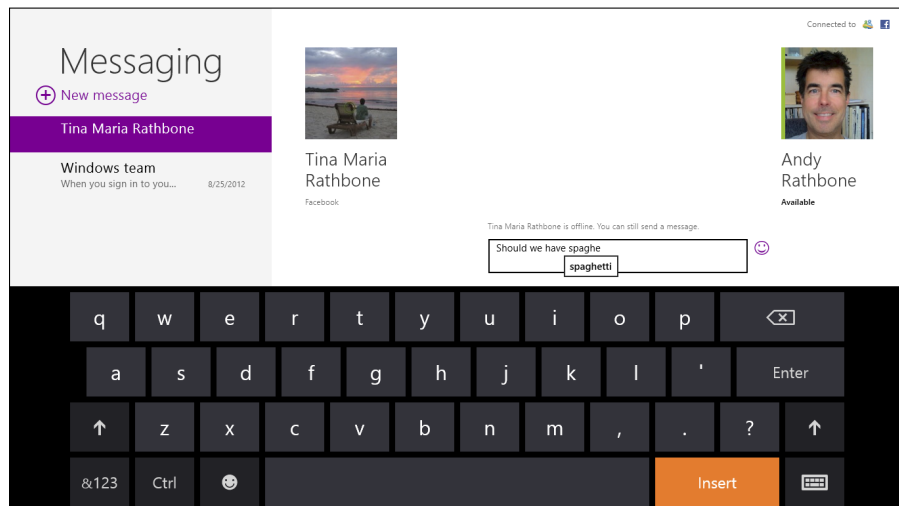 Connected to
Messaging
New message
Tina Maria Rathbone
Windows team
When you sign in to you... 8/25/2012
Tina Maria
Rathbone
Facebook
Andy
Rathbone
Available
Tina Maria Rathbone is offline. You can still send a message.
Should we have spaghe
spaghetti
q w e r t y u i o p
a s d f g h j k l ' Enter
z x c v b n m , . ?
&123 Ctrl Insert